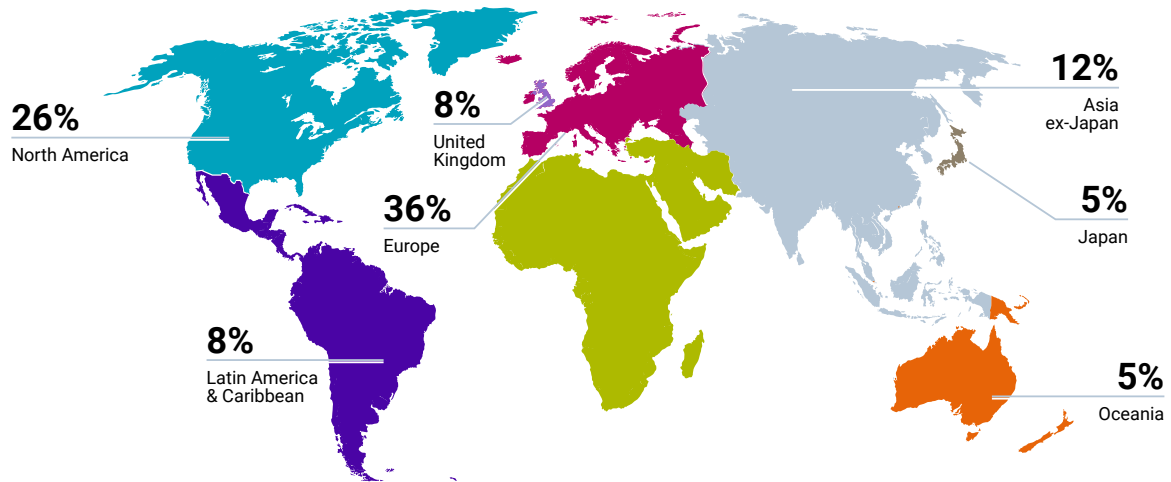 26%
North America
8%
United
Kingdom
36%
Europe
12%
Asia
ex-Japan
5%
Japan
8%
Latin America
& Caribbean
5%
Oceania